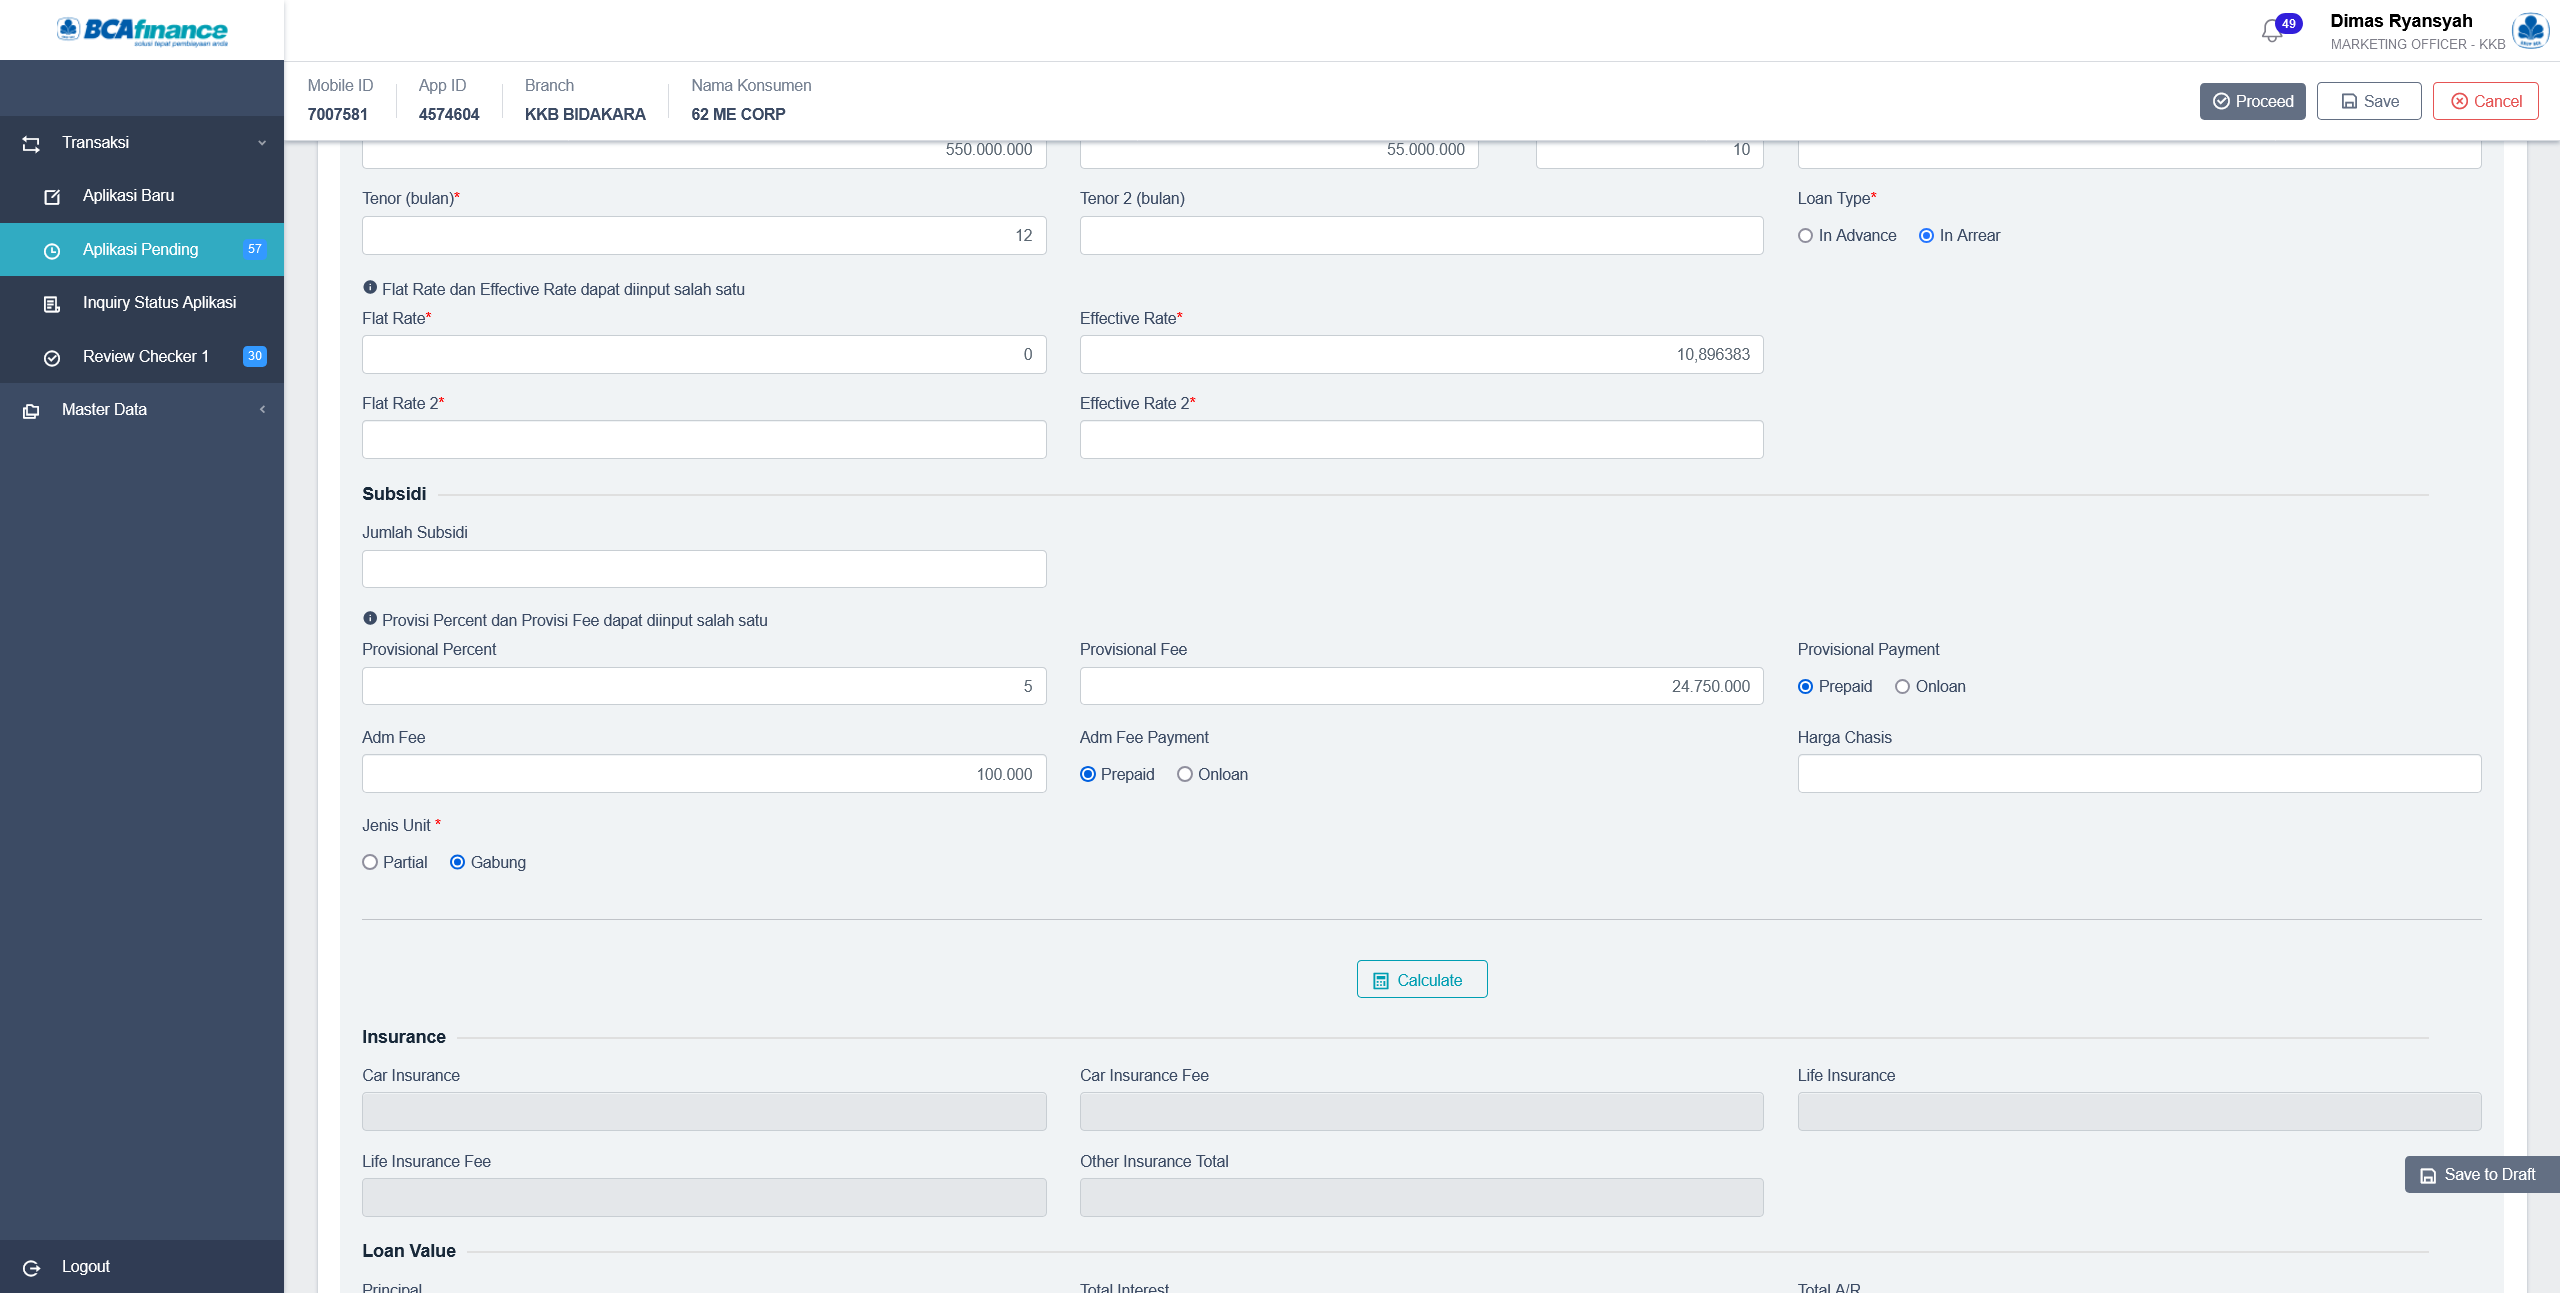 BCAfinance
solusi tepat pembiayaan anda
49
Dimas Ryansyah
MARKETING OFFICER - KKB
Mobile ID
7007581
App ID
4574604
Branch
KKB BIDAKARA
Nama Konsumen
62 ME CORP
Proceed
Save
Cancel
Transaksi
Aplikasi Baru
Aplikasi Pending 57
Inquiry Status Aplikasi
Review Checker 1 30
Master Data
Logout
550.000.000 55.000.000 10
Tenor (bulan)* Tenor 2 (bulan) Loan Type*
12 In Advance In Arrear
Flat Rate dan Effective Rate dapat diinput salah satu
Flat Rate* Effective Rate*
0 10,896383
Flat Rate 2* Effective Rate 2*
Subsidi
Jumlah Subsidi
Provisi Percent dan Provisi Fee dapat diinput salah satu
Provisional Percent Provisional Fee Provisional Payment
5 24.750.000 Prepaid Onloan
Adm Fee Adm Fee Payment Harga Chasis
100.000 Prepaid Onloan
Jenis Unit *
Partial Gabung
Calculate
Insurance
Car Insurance Car Insurance Fee Life Insurance
Life Insurance Fee Other Insurance Total
Save to Draft
Loan Value
Principal Total Interest Total A/R